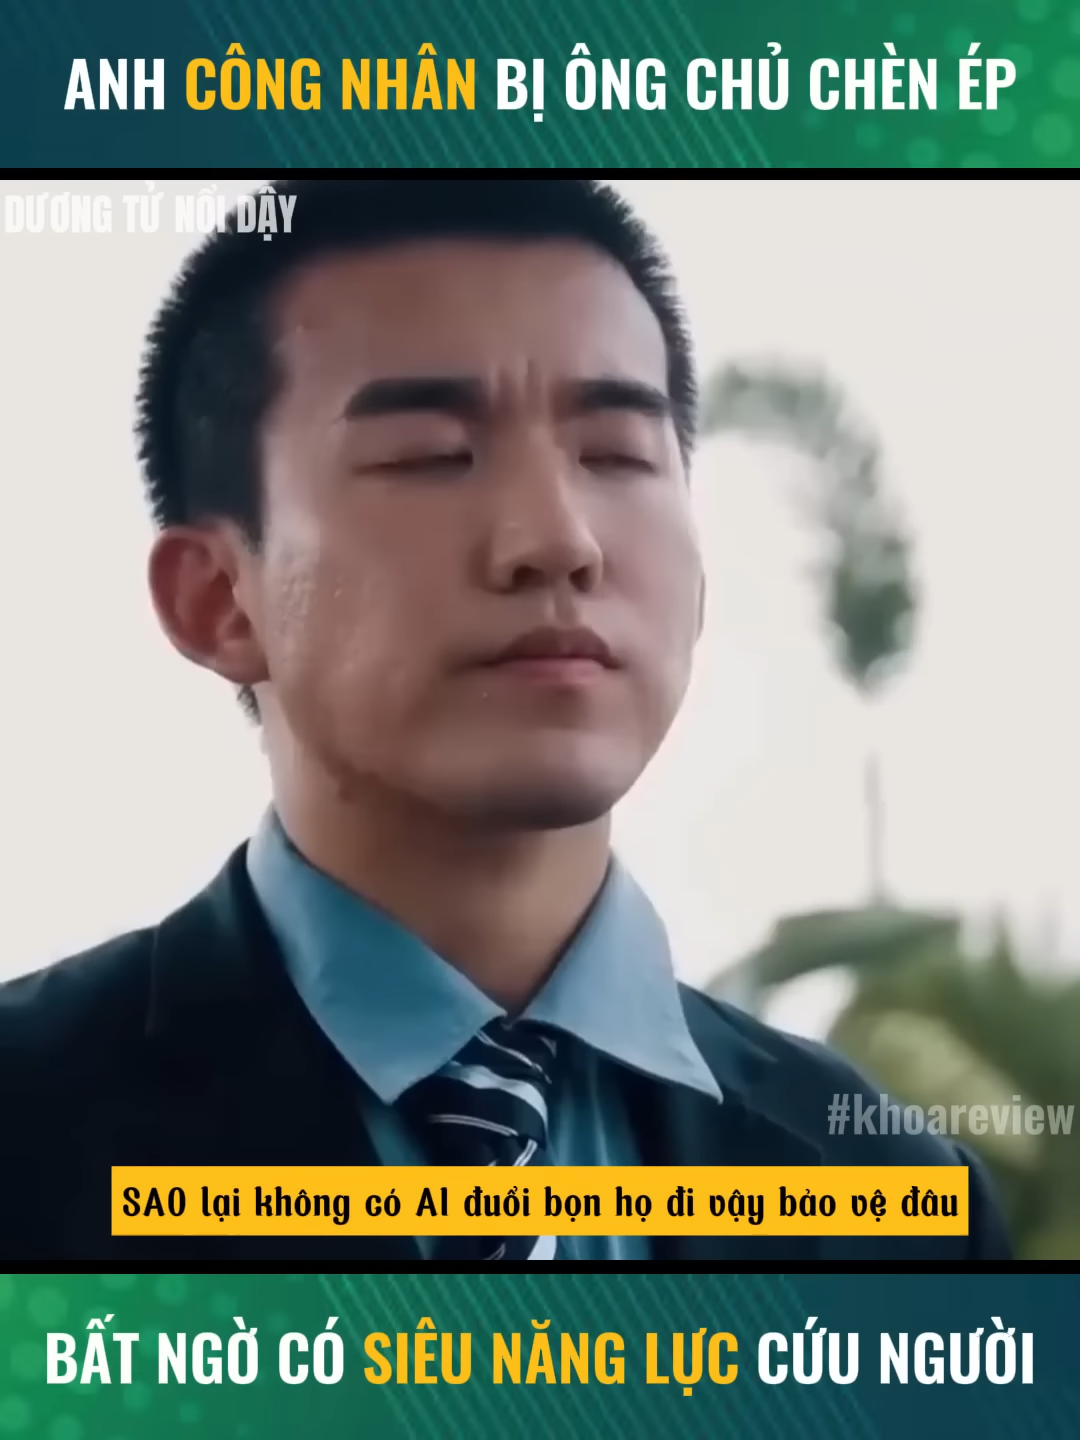 ANH CÔNG NHÂN BỊ ÔNG CHỦ CHÈN ÉP
DƯƠNG TỬ NỔI DẬY
#khoareview
SAO lại không có AI đuổi bọn họ đi vậy bảo vệ đâu
BẤT NGỜ CÓ SIÊU NĂNG LỰC CỨU NGƯỜI